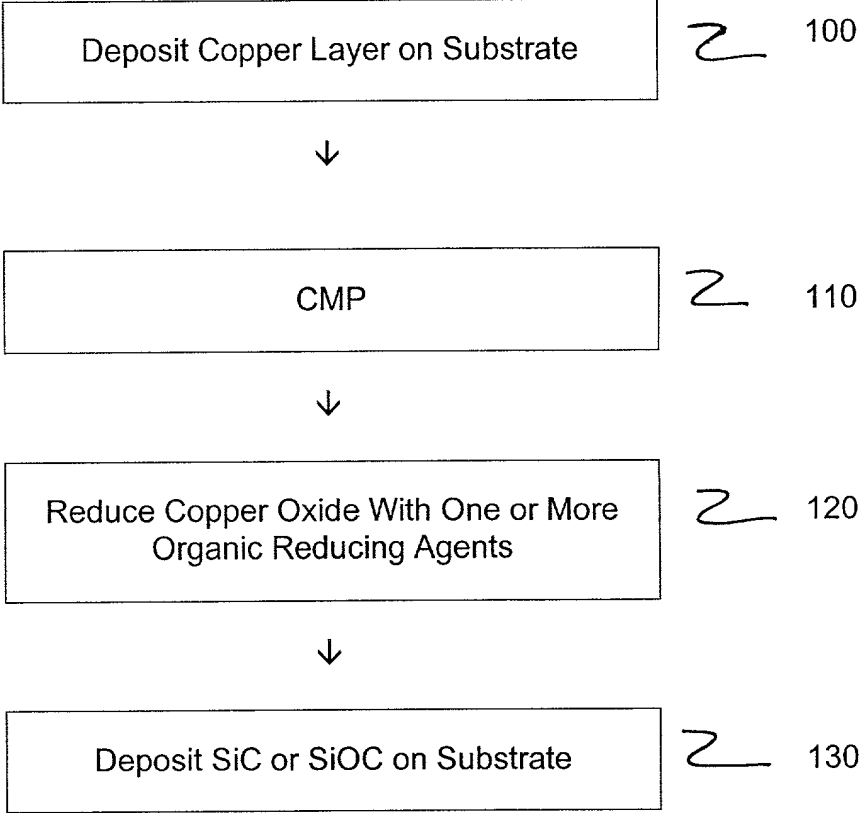 Deposit Copper Layer on Substrate 100
↓
CMP 110
↓
Reduce Copper Oxide With One or More
Organic Reducing Agents 120
↓
Deposit SiC or SiOC on Substrate 130